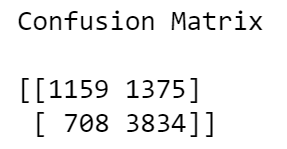 Confusion Matrix
[[1159 1375]
[ 708 3834]]